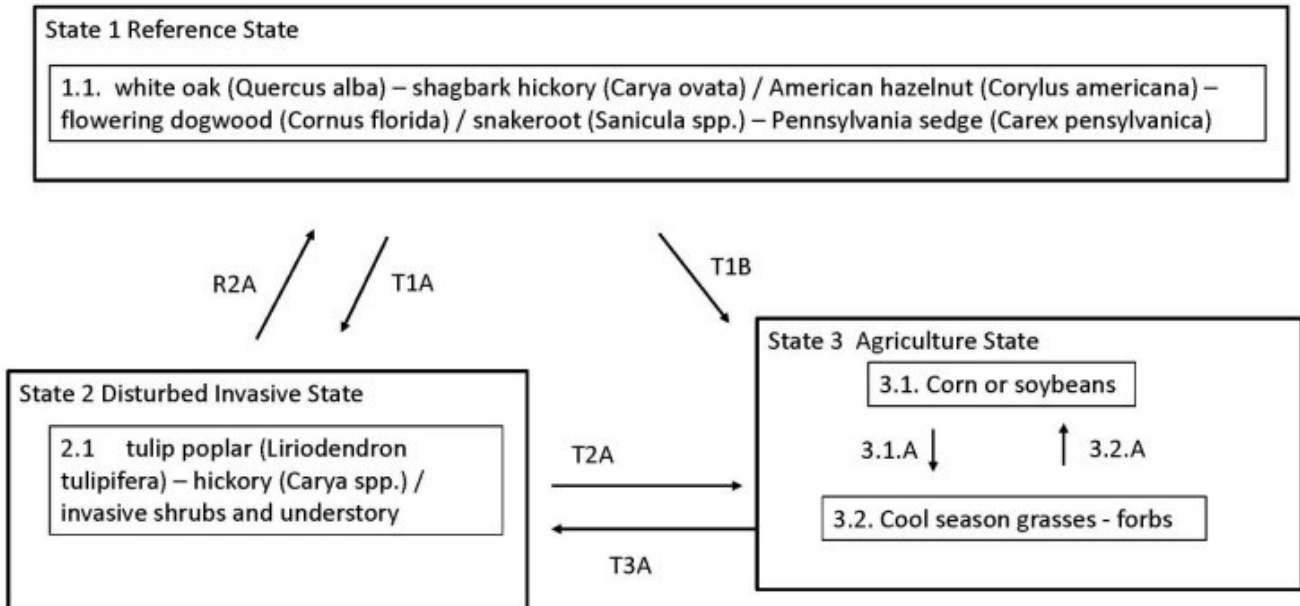 State 1 Reference State
1.1. white oak (Quercus alba) – shagbark hickory (Carya ovata) / American hazelnut (Corylus americana) –
flowering dogwood (Cornus florida) / snakeroot (Sanicula spp.) – Pennsylvania sedge (Carex pensylvanica)
R2A
T1A
T1B
State 2 Disturbed Invasive State
2.1 tulip poplar (Liriodendron
tulipifera) – hickory (Carya spp.) /
invasive shrubs and understory
T2A
T3A
State 3 Agriculture State
3.1. Corn or soybeans
3.1.A
3.2.A
3.2. Cool season grasses - forbs